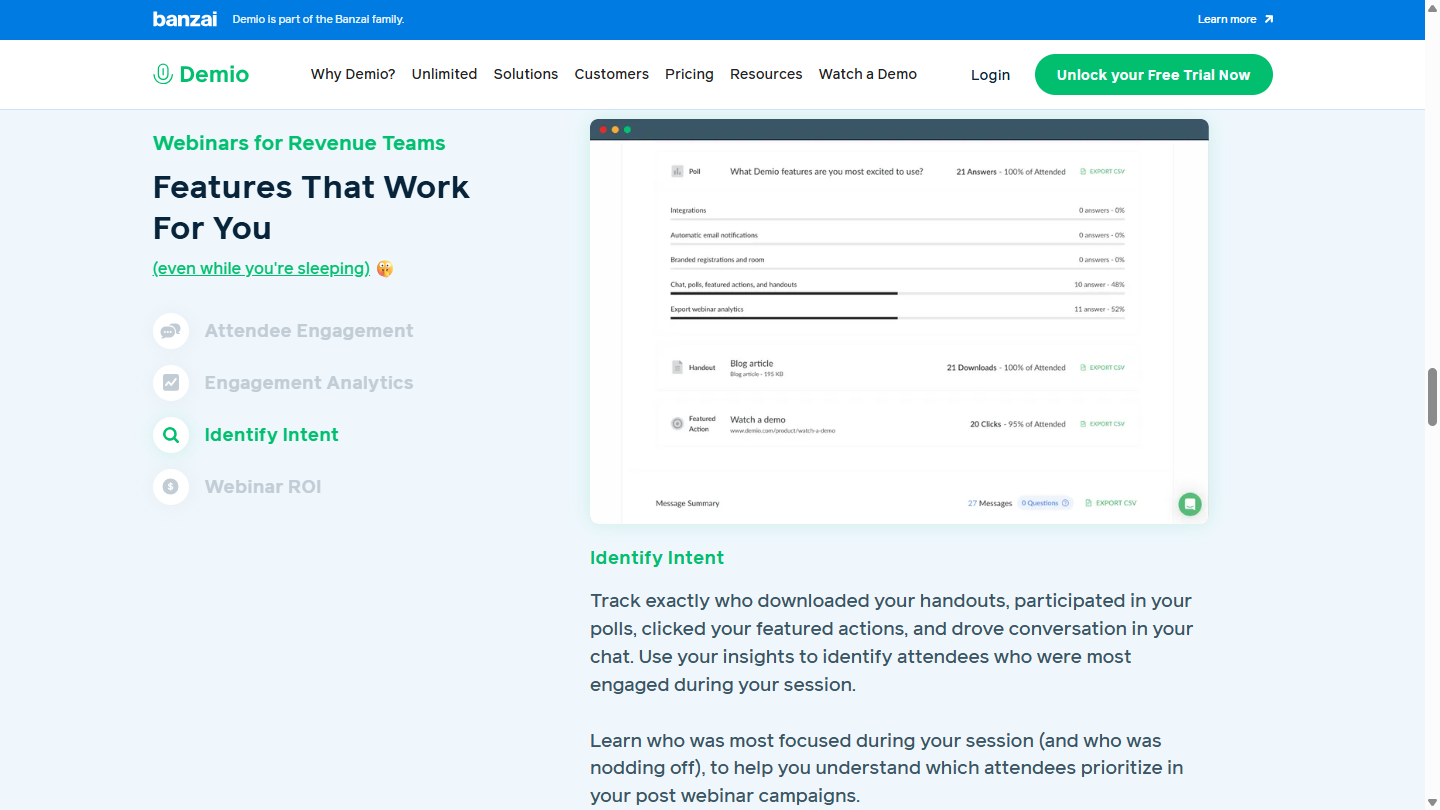 banzai Demio is part of the Banzai family. Learn more
Demio Why Demio? Unlimited Solutions Customers Pricing Resources Watch a Demo Login Unlock your Free Trial Now
Webinars for Revenue Teams
Features That Work
For You
(even while you're sleeping)
Attendee Engagement
Engagement Analytics
Identify Intent
Webinar ROI
Poll What Demio features are you most excited to use? 21 Answers - 100% of Attended EXPORT CSV
Integrations 0 answers - 0%
Automatic email notifications 0 answers - 0%
Branded registrations and room 0 answers - 0%
Chat, polls, featured actions, and handouts 10 answer - 48%
Export webinar analytics 11 answer - 52%
Handout Blog article 21 Downloads - 100% of Attended EXPORT CSV
Blog article - 195 KB
Featured Action Watch a demo 20 Clicks - 95% of Attended EXPORT CSV
www.demio.com/product/watch-a-demo
Message Summary 27 Messages 0 Questions EXPORT CSV
Identify Intent
Track exactly who downloaded your handouts, participated in your
polls, clicked your featured actions, and drove conversation in your
chat. Use your insights to identify attendees who were most
engaged during your session.
Learn who was most focused during your session (and who was
nodding off), to help you understand which attendees prioritize in
your post webinar campaigns.